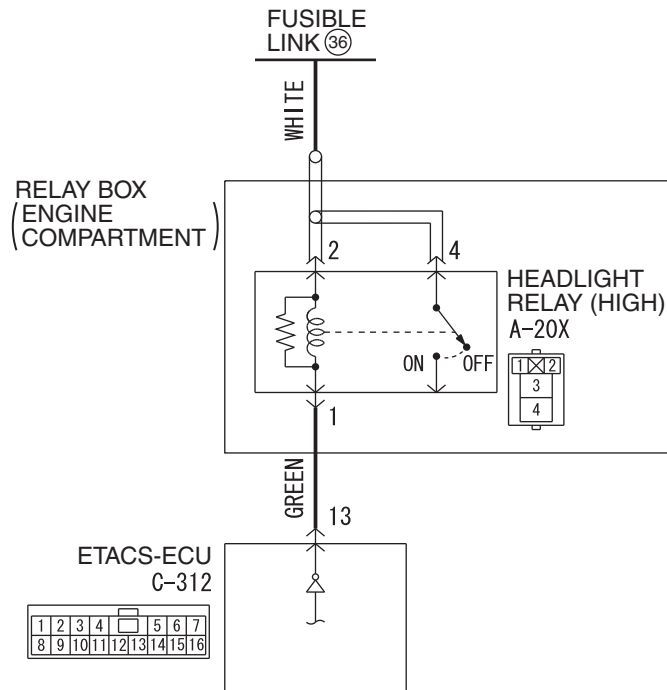 FUSIBLE
LINK 36
WHITE
RELAY BOX
(ENGINE
COMPARTMENT)
2
4
HEADLIGHT
RELAY (HIGH)
A-20X
ON
OFF
1 2
3
4
1
GREEN
13
ETACS-ECU
C-312
1 2 3 4 5 6 7
8 9 10 11 12 13 14 15 16